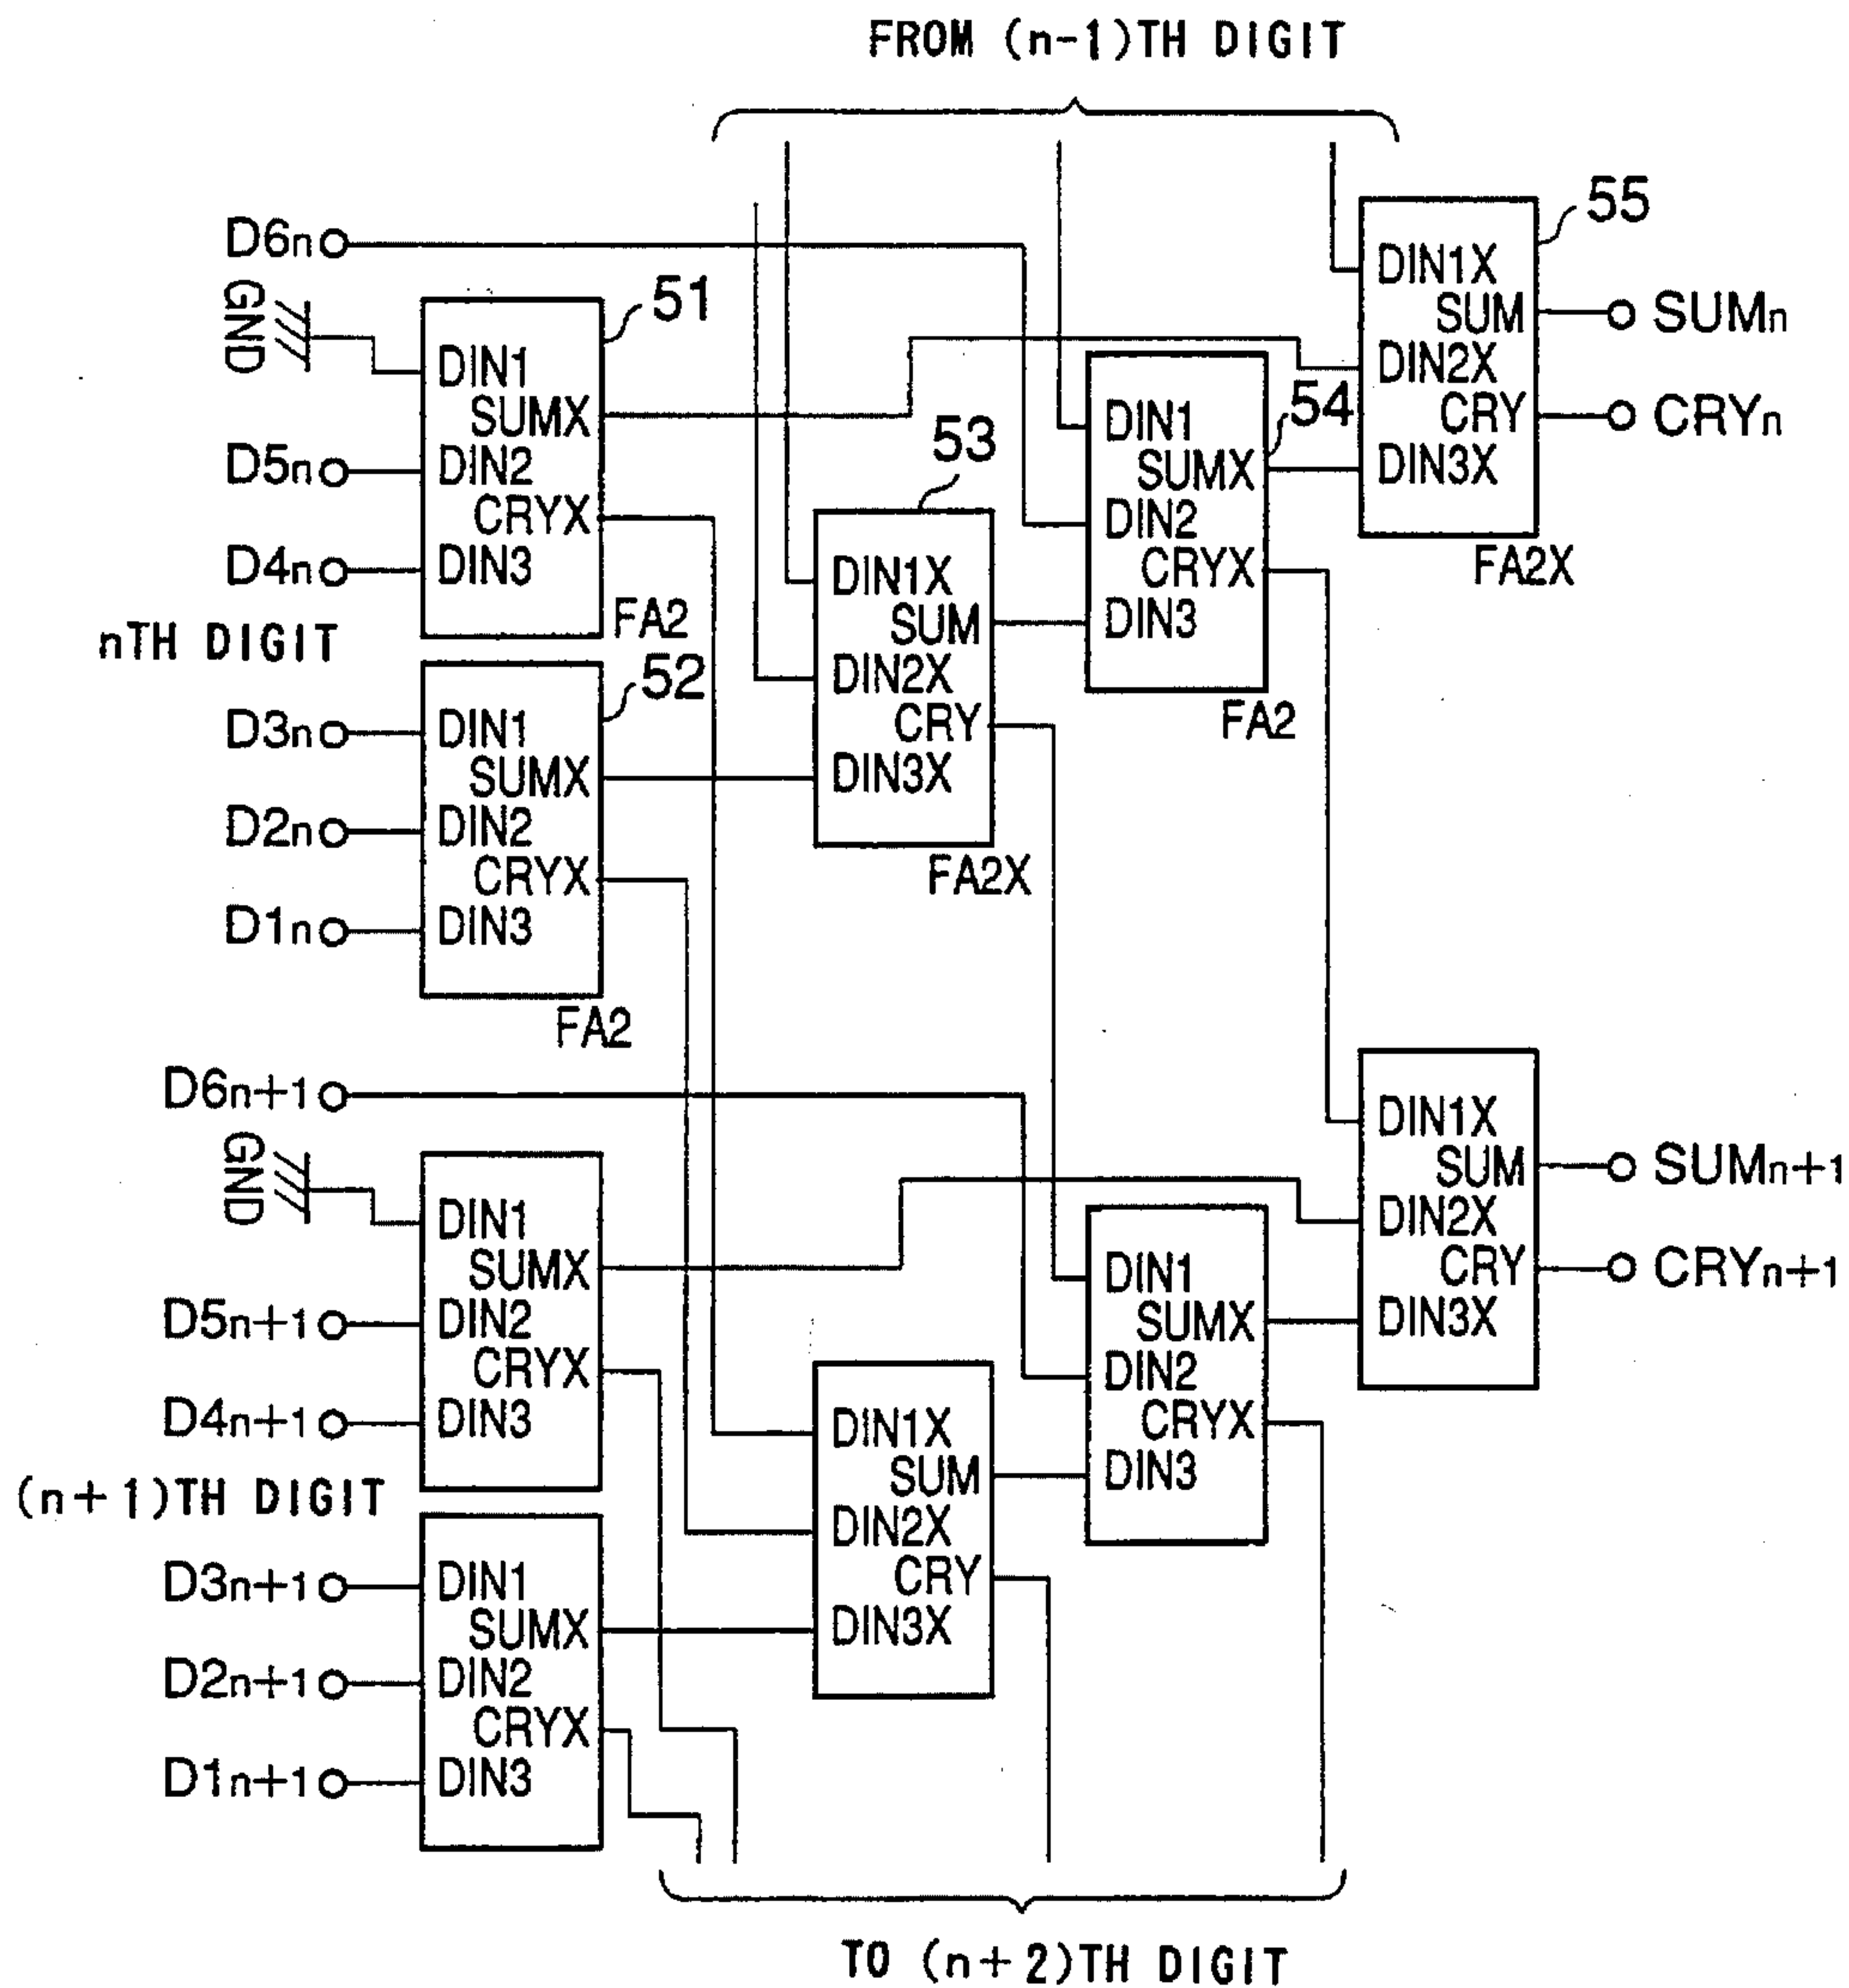 FROM (n-1)TH DIGIT
D6n
GND
D5n
D4n
nTH DIGIT
D3n
D2n
D1n
51
DIN1
SUMX
DIN2
CRYX
DIN3
FA2
52
DIN1
SUMX
DIN2
CRYX
DIN3
FA2
53
DIN1X
SUM
DIN2X
CRY
DIN3X
FA2X
54
DIN1
SUMX
DIN2
CRYX
DIN3
FA2
55
DIN1X
SUM
DIN2X
CRY
DIN3X
FA2X
SUMn
CRYn
D6n+1
GND
D5n+1
D4n+1
(n+1)TH DIGIT
D3n+1
D2n+1
D1n+1
DIN1
SUMX
DIN2
CRYX
DIN3
DIN1
SUMX
DIN2
CRYX
DIN3
DIN1X
SUM
DIN2X
CRY
DIN3X
DIN1
SUMX
DIN2
CRYX
DIN3
DIN1X
SUM
DIN2X
CRY
DIN3X
SUMn+1
CRYn+1
TO (n+2)TH DIGIT